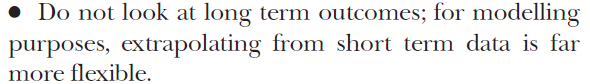 ● Do not look at long term outcomes; for modelling
purposes, extrapolating from short term data is far
more flexible.